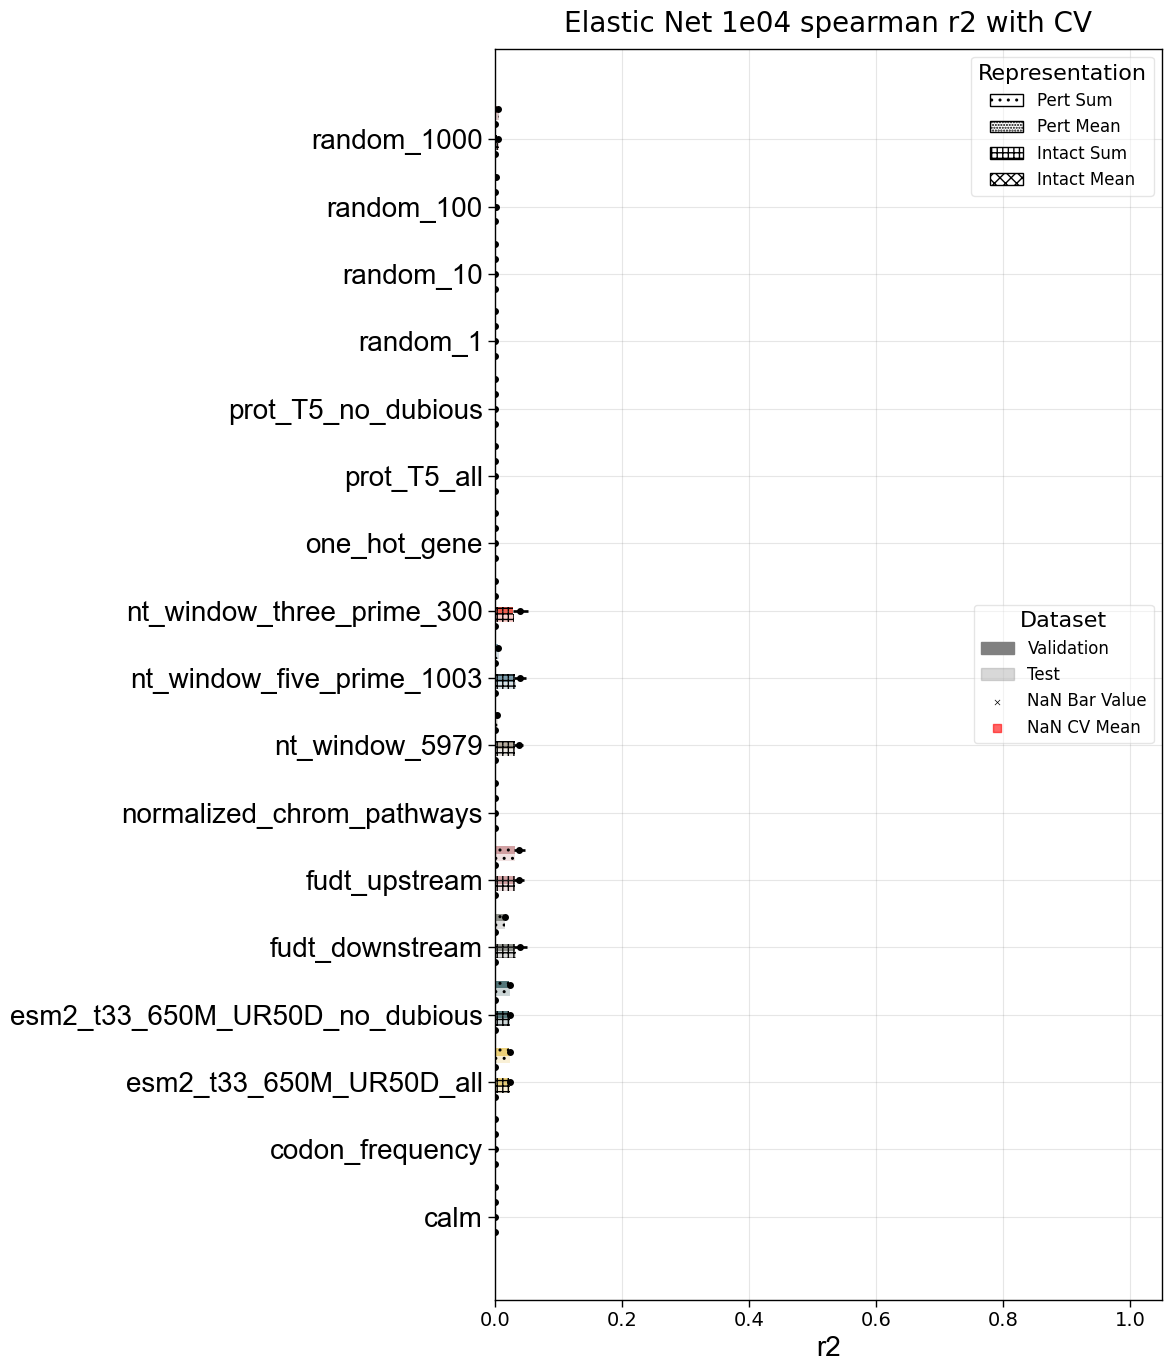 Elastic Net 1e04 spearman r2 with CV
Representation
Pert Sum
Pert Mean
Intact Sum
Intact Mean
random_1000
random_100
random_10
random_1
prot_T5_no_dubious
prot_T5_all
one_hot_gene
nt_window_three_prime_300
nt_window_five_prime_1003
nt_window_5979
normalized_chrom_pathways
fudt_upstream
fudt_downstream
esm2_t33_650M_UR50D_no_dubious
esm2_t33_650M_UR50D_all
codon_frequency
calm
Dataset
Validation
Test
NaN Bar Value
NaN CV Mean
0.0 0.2 0.4 0.6 0.8 1.0
r2